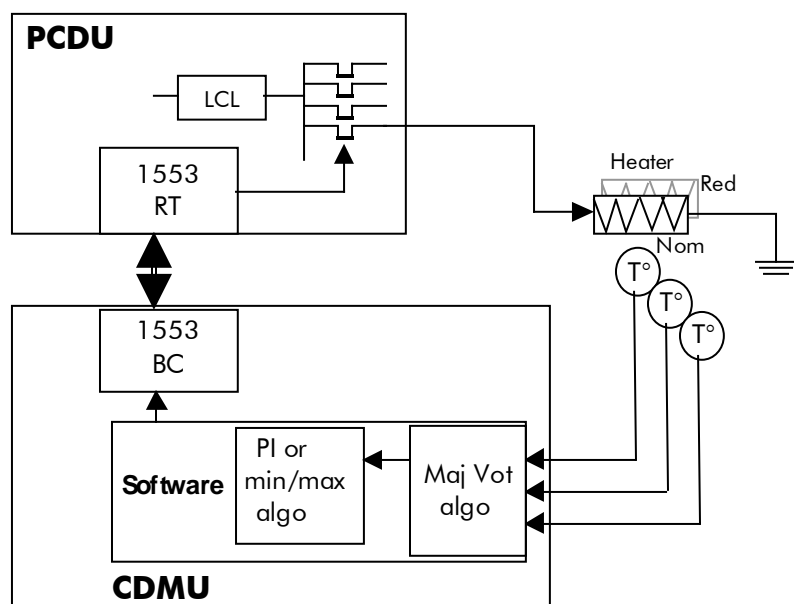 PCDU
LCL
1553
RT
Heater
Red
Nom
T°
T°
T°
1553
BC
Software
PI or
min/max
algo
Maj Vot
algo
CDMU